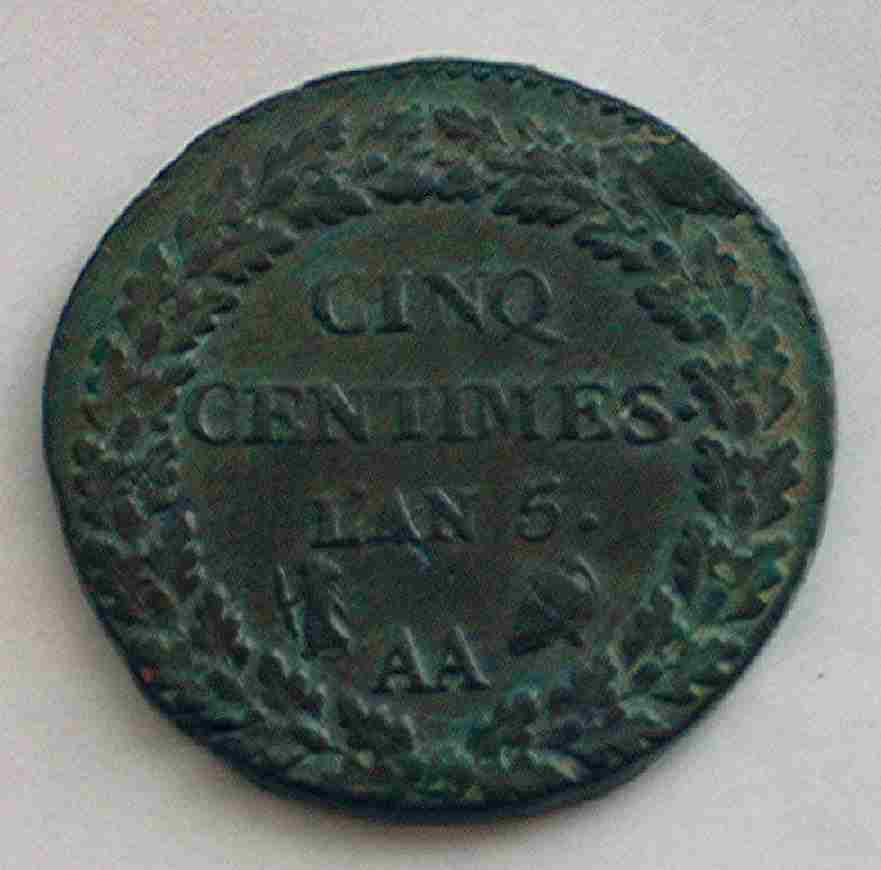 CINQ
CENTIMES.
L'AN 5.
AA